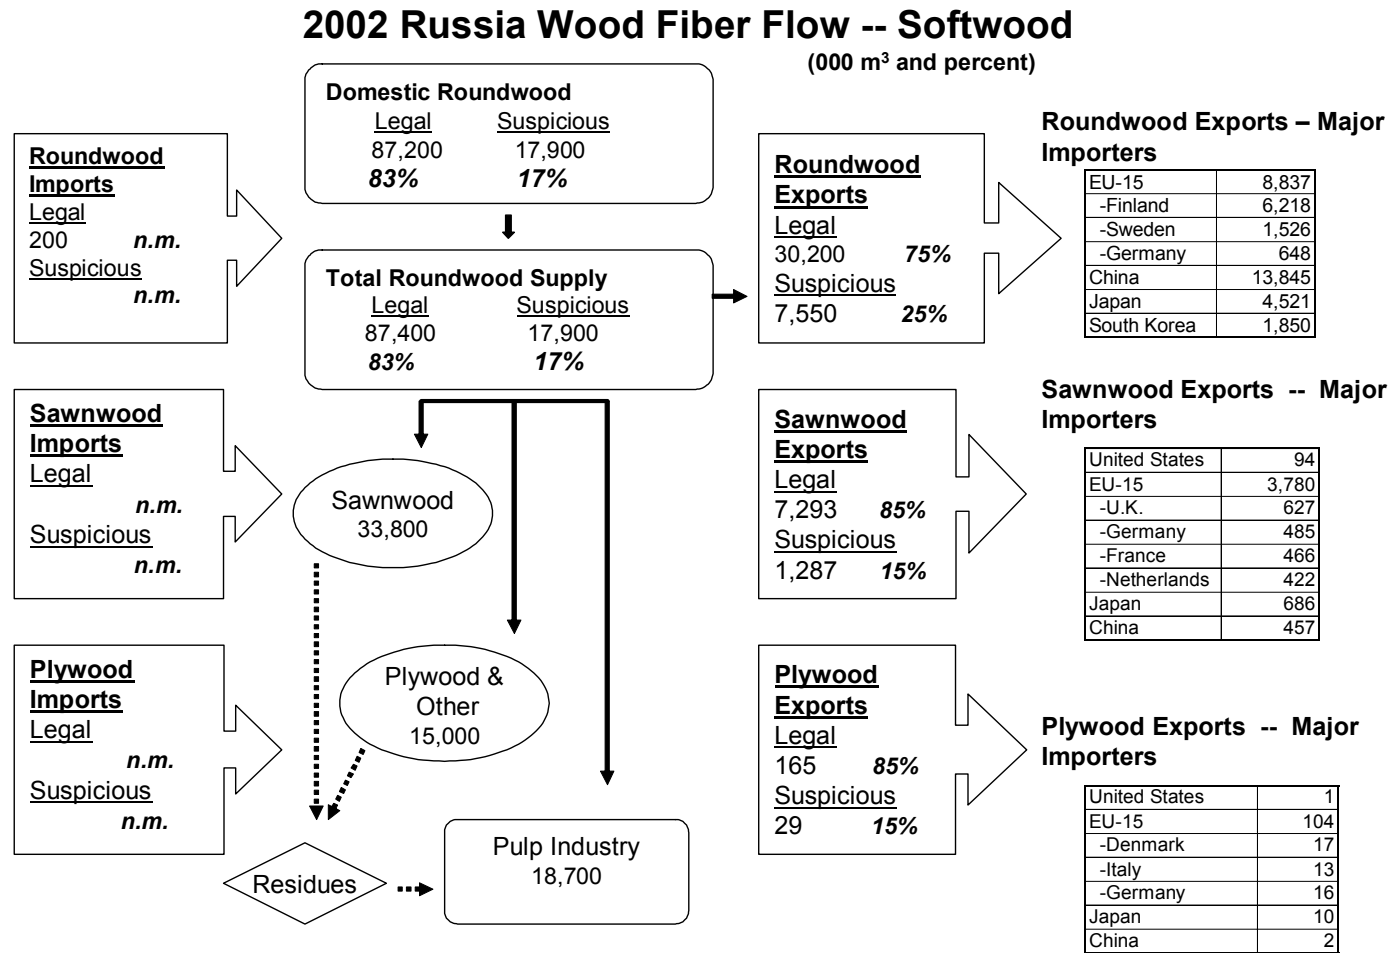 2002 Russia Wood Fiber Flow -- Softwood
(000 m³ and percent)
Domestic Roundwood
Legal Suspicious
87,200 17,900
83% 17%
Roundwood
Imports
Legal
200 n.m.
Suspicious
n.m.
Total Roundwood Supply
Legal Suspicious
87,400 17,900
83% 17%
Roundwood
Exports
Legal
30,200 75%
Suspicious
7,550 25%
Roundwood Exports – Major
Importers
EU-15 8,837
-Finland 6,218
-Sweden 1,526
-Germany 648
China 13,845
Japan 4,521
South Korea 1,850
Sawnwood
Imports
Legal
n.m.
Suspicious
n.m.
Sawnwood
33,800
Sawnwood
Exports
Legal
7,293 85%
Suspicious
1,287 15%
Sawnwood Exports -- Major
Importers
United States 94
EU-15 3,780
-U.K. 627
-Germany 485
-France 466
-Netherlands 422
Japan 686
China 457
Plywood
Imports
Legal
n.m.
Suspicious
n.m.
Plywood &
Other
15,000
Plywood
Exports
Legal
165 85%
Suspicious
29 15%
Plywood Exports -- Major
Importers
United States 1
EU-15 104
-Denmark 17
-Italy 13
-Germany 16
Japan 10
China 2
Residues
Pulp Industry
18,700